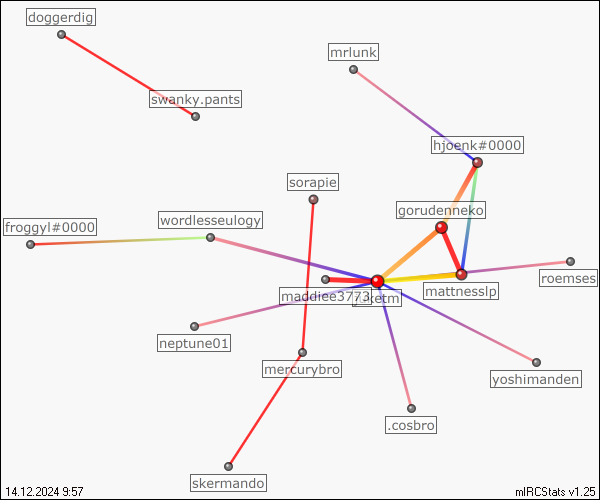 doggerdig
mrlunk
swanky.pants
hjoenk#0000
sorapie
gorudenneko
wordlesseulogy
froggyl#0000
roemses
mattnesslp
maddiee3773
neptune01
mercurybro
yoshimanden
.cosbro
skermando
14.12.2024 9:57
mIRCStats v1.25